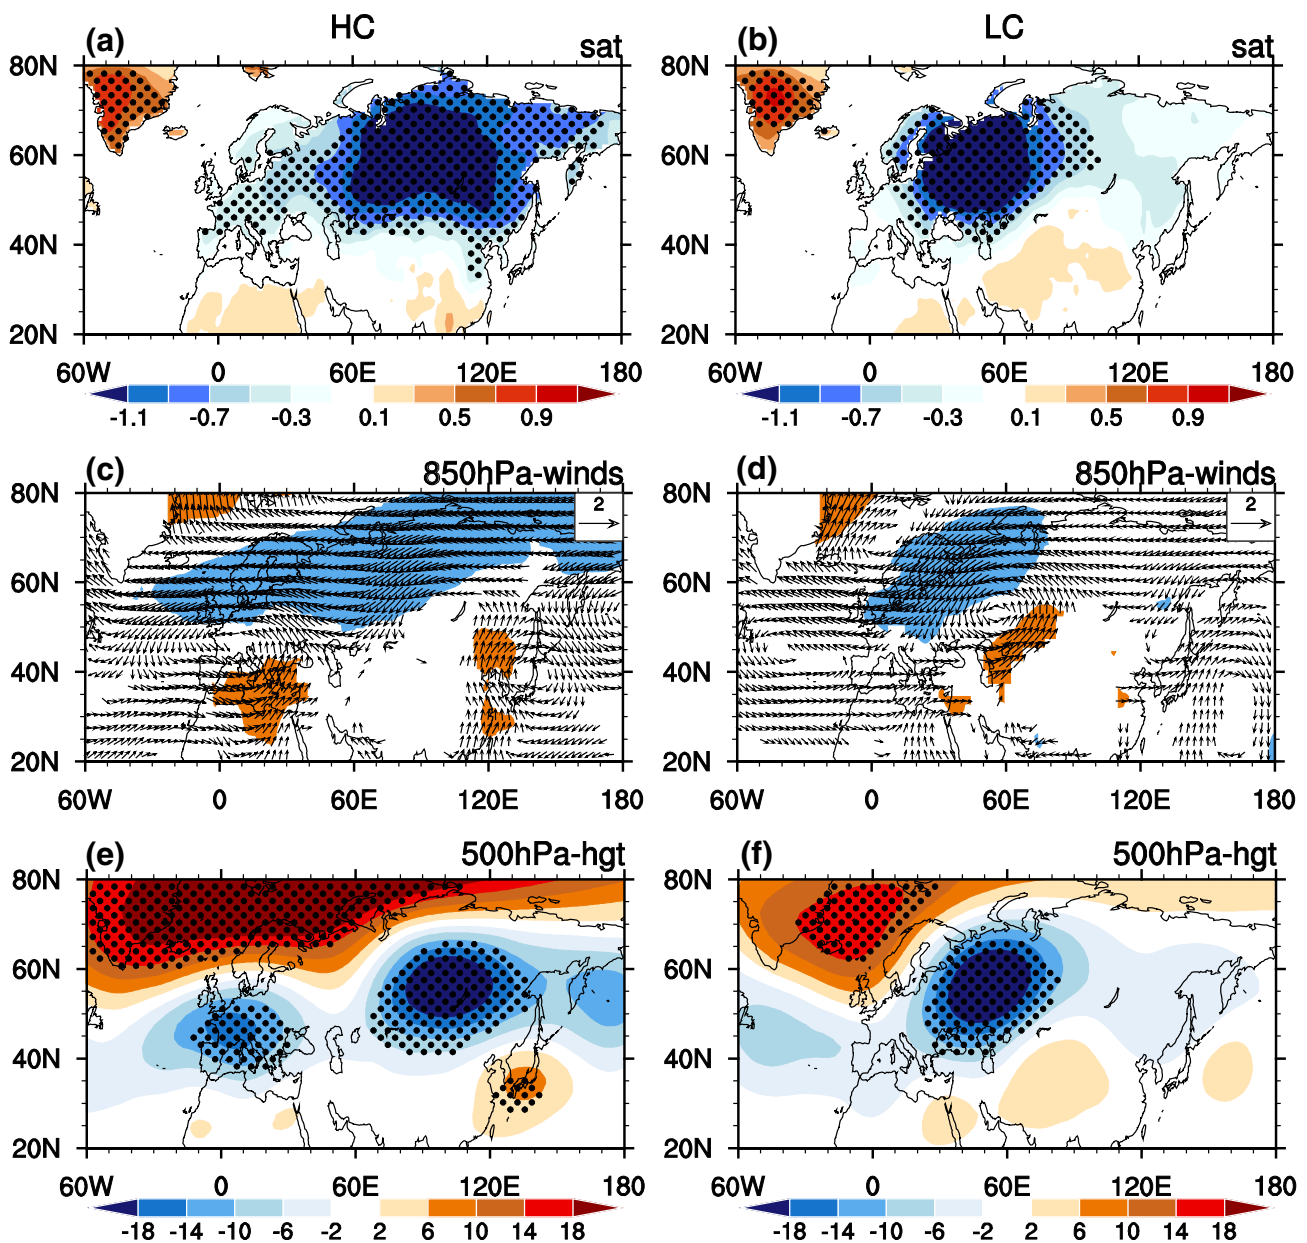 HC LC
(a) sat (b) sat
80N 80N
60N 60N
40N 40N
20N 20N
60W 0 60E 120E 180 60W 0 60E 120E 180
-1.1 -0.7 -0.3 0.1 0.5 0.9 -1.1 -0.7 -0.3 0.1 0.5 0.9
(c) 850hPa-winds (d) 850hPa-winds
80N 2 80N 2
60N 60N
40N 40N
20N 20N
60W 0 60E 120E 180 60W 0 60E 120E 180
(e) 500hPa-hgt (f) 500hPa-hgt
80N 80N
60N 60N
40N 40N
20N 20N
60W 0 60E 120E 180 60W 0 60E 120E 180
-18 -14 -10 -6 -2 2 6 10 14 18 -18 -14 -10 -6 -2 2 6 10 14 18